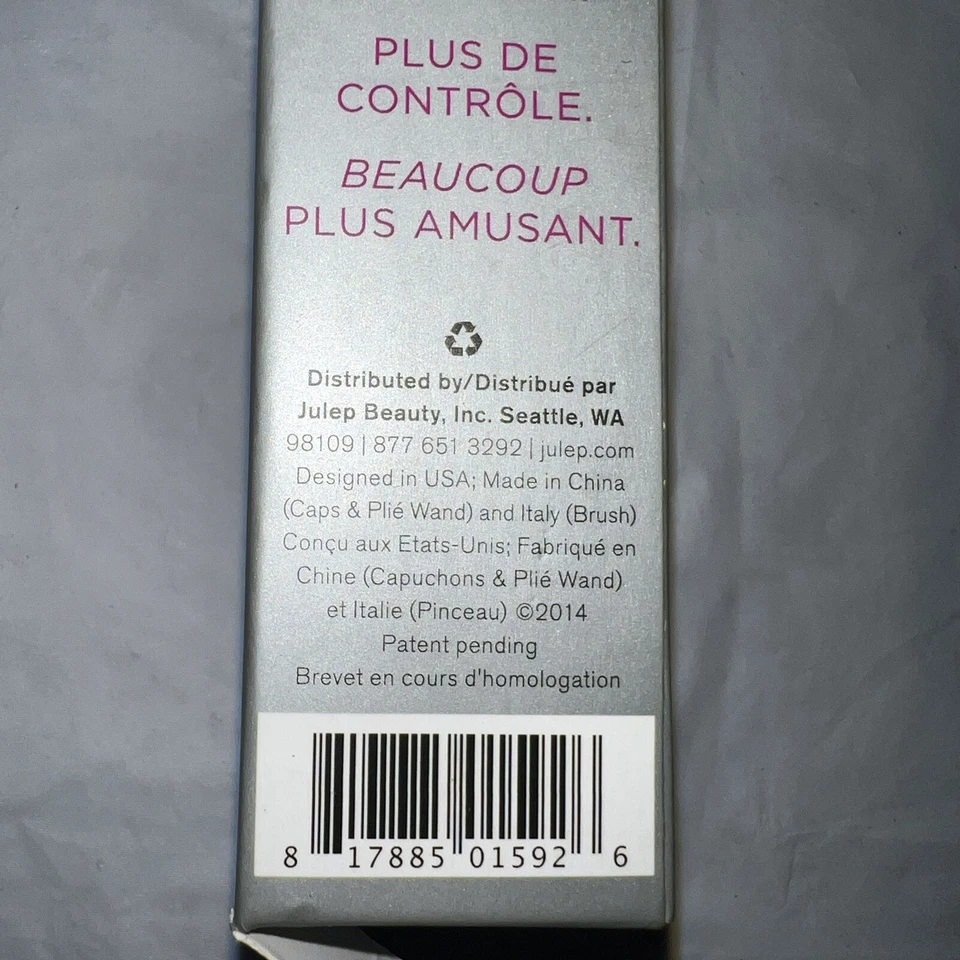 PLUS DE
CONTRÔLE.
BEAUCOUP
PLUS AMUSANT.
Distributed by/Distribué par
Julep Beauty, Inc. Seattle, WA
98109 | 877 651 3292 | julep.com
Designed in USA; Made in China
(Caps & Plié Wand) and Italy (Brush)
Conçu aux Etats-Unis; Fabriqué en
Chine (Capuchons & Plié Wand)
et Italie (Pinceau) ©2014
Patent pending
Brevet en cours d'homologation
8 17885 01592 6